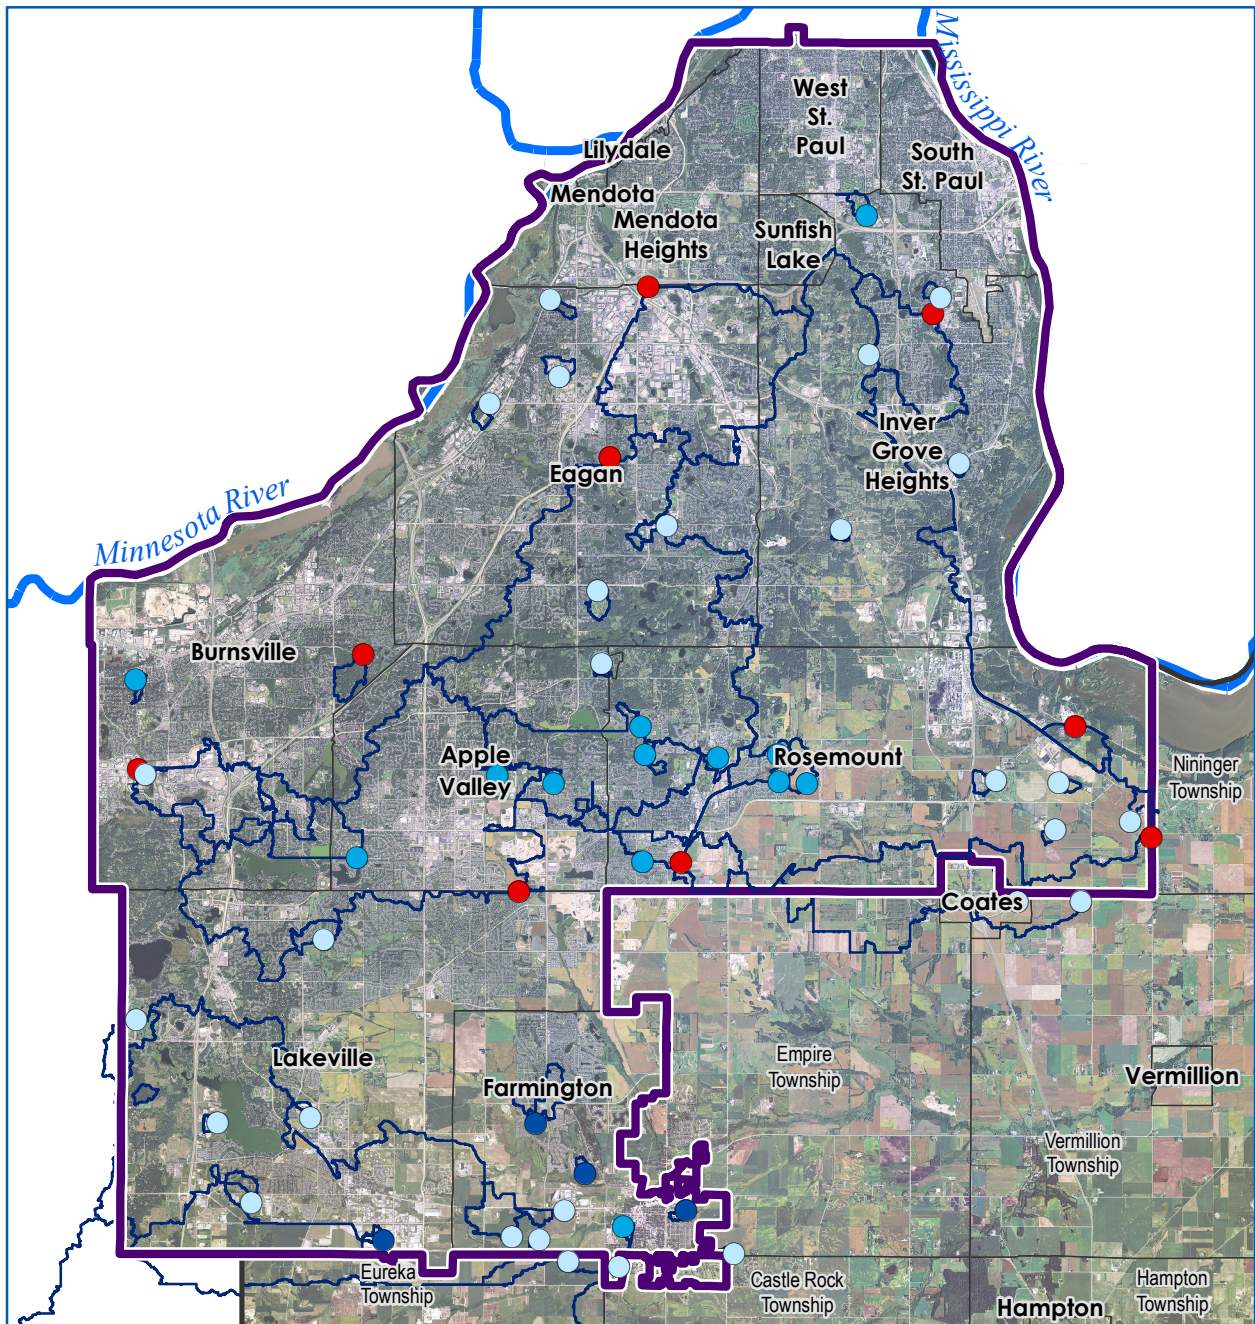 Mississippi River
West
St.
Paul
Lilydale
South
St. Paul
Mendota
Mendota
Heights
Sunfish
Lake
Inver
Grove
Heights
Eagan
Minnesota River
Burnsville
Apple
Valley
Rosemount
Nininger
Township
Coates
Lakeville
Empire
Township
Farmington
Vermillion
Vermillion
Township
Eureka
Township
Castle Rock
Township
Hampton
Township
Hampton